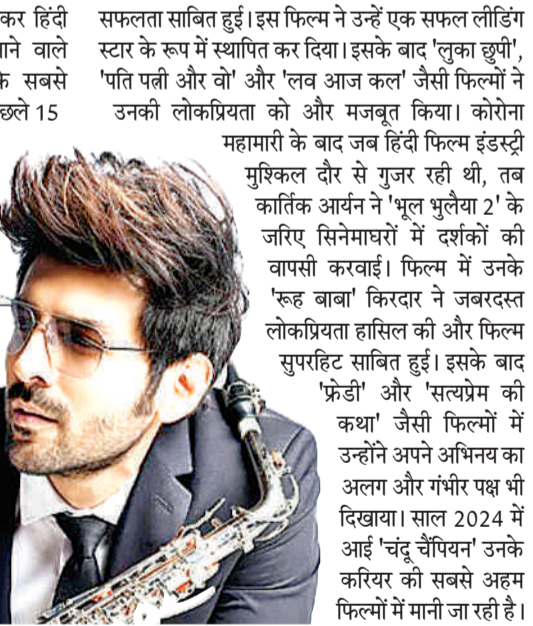 कर हिंदी
ाने वाले
के सबसे
छले 15
सफलता साबित हुई। इस फिल्म ने उन्हें एक सफल लीडिंग
स्टार के रूप में स्थापित कर दिया। इसके बाद 'लुका छुपी',
'पति पत्नी और वो' और 'लव आज कल' जैसी फिल्मों ने
उनकी लोकप्रियता को और मजबूत किया। कोरोना
महामारी के बाद जब हिंदी फिल्म इंडस्ट्री
मुश्किल दौर से गुजर रही थी, तब
कार्तिक आर्यन ने 'भूल भुलैया 2' के
जरिए सिनेमाघरों में दर्शकों की
वापसी करवाई। फिल्म में उनके
'रूह बाबा' किरदार ने जबरदस्त
लोकप्रियता हासिल की और फिल्म
सुपरहिट साबित हुई। इसके बाद
'फ्रेडी' और 'सत्यप्रेम की
कथा' जैसी फिल्मों में
उन्होंने अपने अभिनय का
अलग और गंभीर पक्ष भी
दिखाया। साल 2024 में
आई 'चंदू चैंपियन' उनके
करियर की सबसे अहम
फिल्मों में मानी जा रही है।